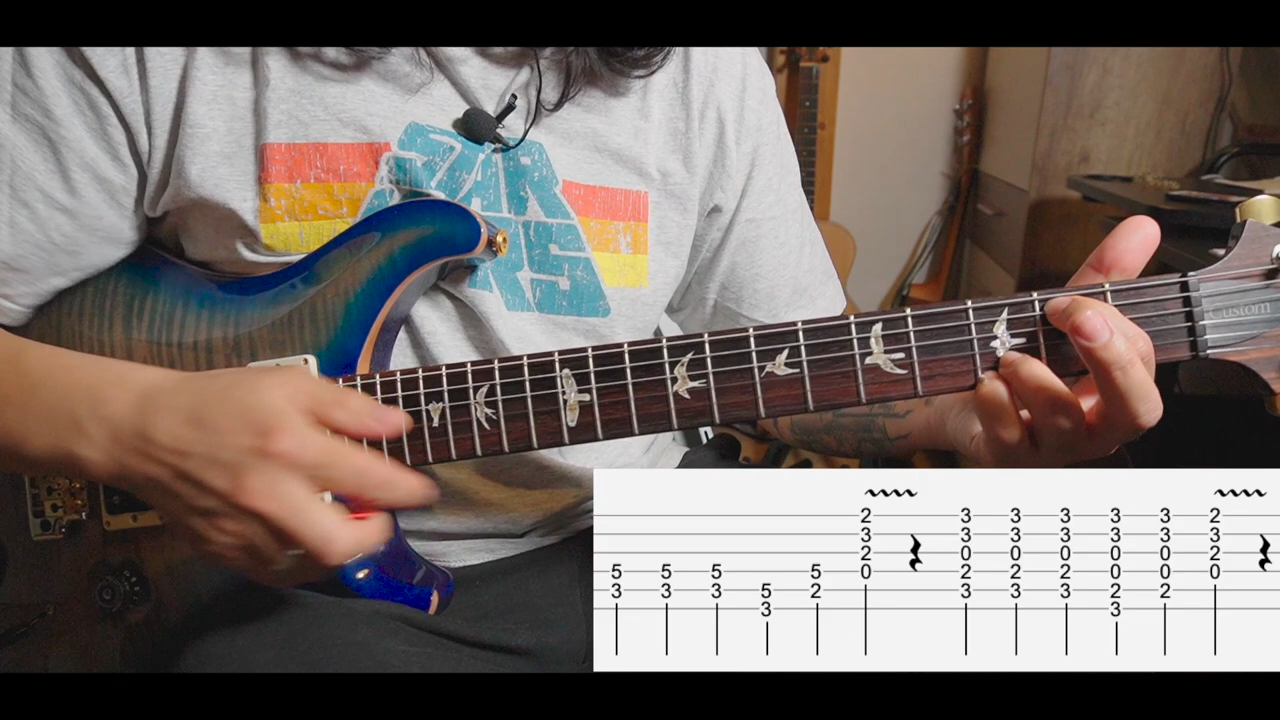 STAR
RS
Custom
2 3 3 3 3 3 2
3 3 3 3 3 3 3
2 0 0 0 0 0 2
5 5 5 5 0 2 2 2 0 0 0
3 3 3 5 2 3 3 3 2 2
3 3